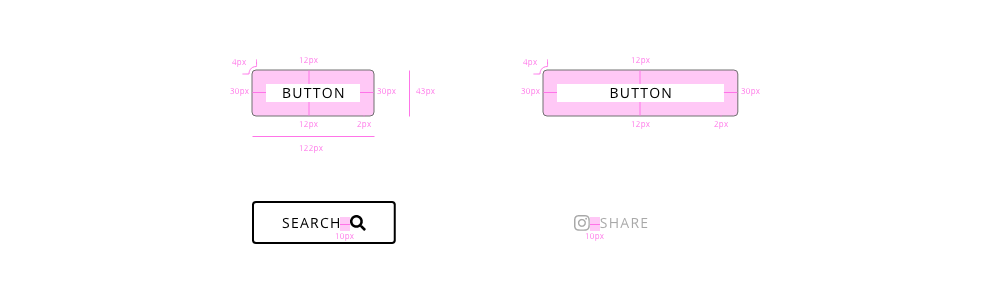 4px 12px
30px BUTTON 30px 43px
12px 2px
122px
4px 12px
30px BUTTON 30px
12px 2px
SEARCH
10px
SHARE
10px